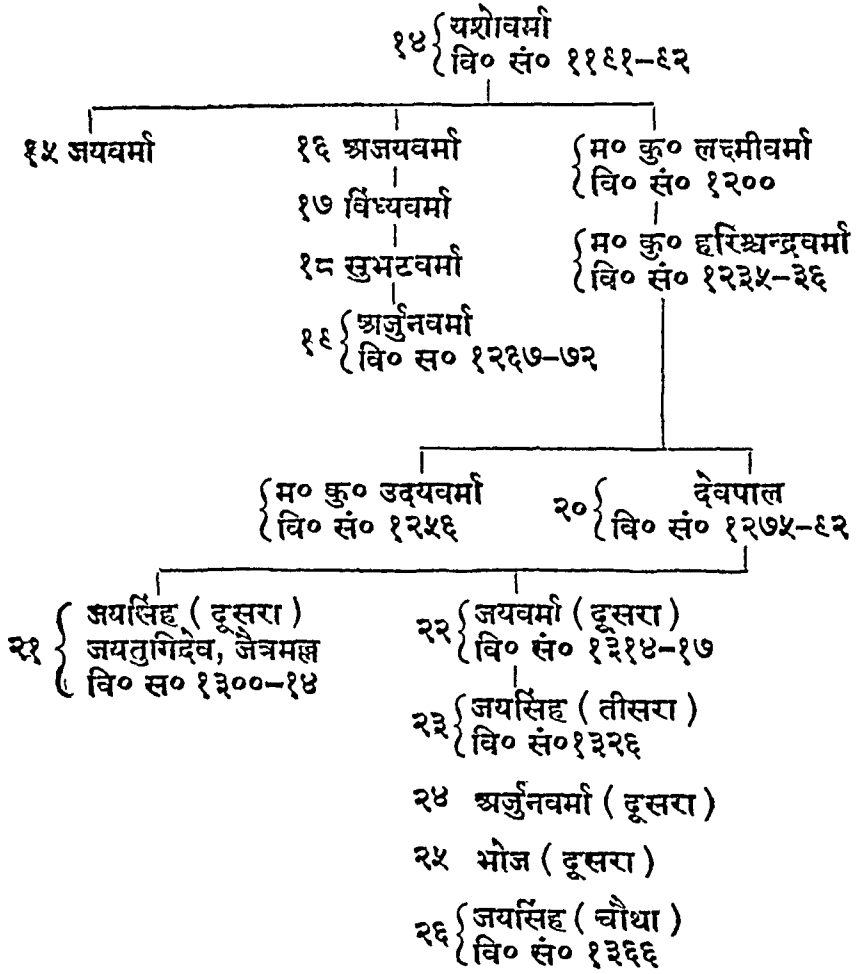 १४ यशोवर्मा
वि० सं० ११९१-९२
१५ जयवर्मा
१६ अजयवर्मा
म० कु० लक्ष्मीवर्मा
वि० सं० १२००
१७ विंध्यवर्मा
म० कु० हरिश्चन्द्रवर्मा
वि० सं० १२३५-३६
१८ सुभटवर्मा
१९ अर्जुनवर्मा
वि० स० १२६७-७२
म० कु० उदयवर्मा
वि० सं० १२५६
२० देवपाल
वि० सं० १२७५-९२
२१ जयसिंह ( दूसरा )
जयतुगिदेव, जैत्रमल्ल
वि० स० १३००-१४
२२ जयवर्मा ( दूसरा )
वि० सं० १३१४-१७
२३ जयसिंह ( तीसरा )
वि० सं०१३२६
२४ अर्जुनवर्मा ( दूसरा )
२५ भोज ( दूसरा )
२६ जयसिंह ( चौथा )
वि० सं० १३६६